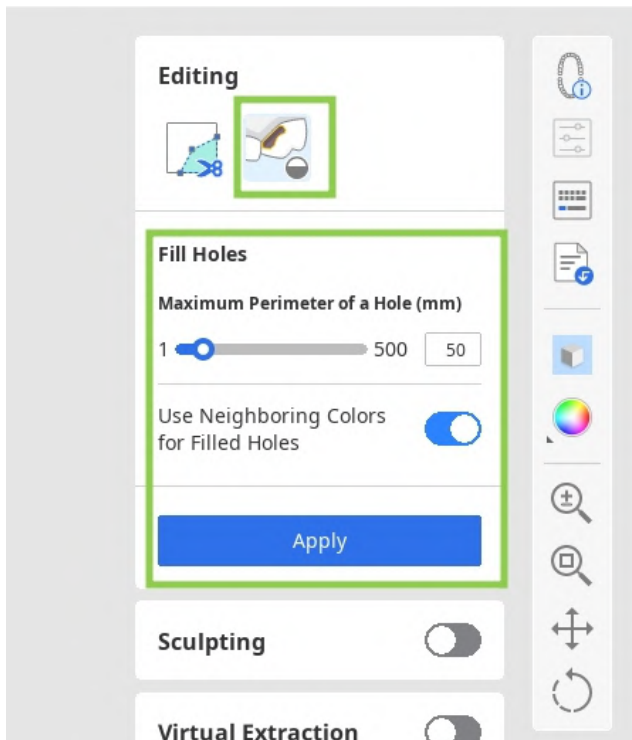 Editing
Fill Holes
Maximum Perimeter of a Hole (mm)
1 500 50
Use Neighboring Colors
for Filled Holes
Apply
Sculpting
Virtual Extraction